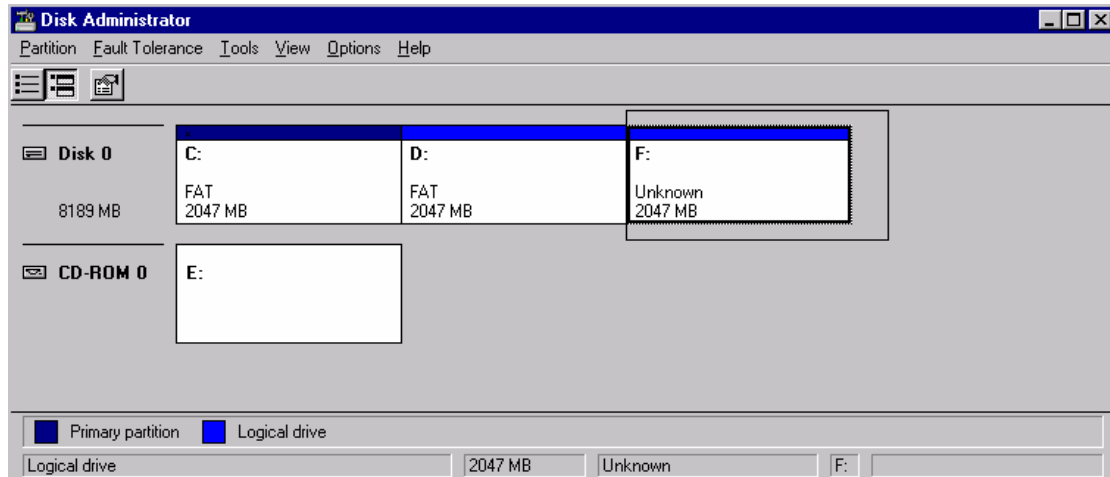 Disk Administrator
Partition Fault Tolerance Tools View Options Help
Disk 0
8189 MB
C:
FAT
2047 MB
D:
FAT
2047 MB
F:
Unknown
2047 MB
CD-ROM 0
E:
Primary partition Logical drive
Logical drive 2047 MB Unknown F: